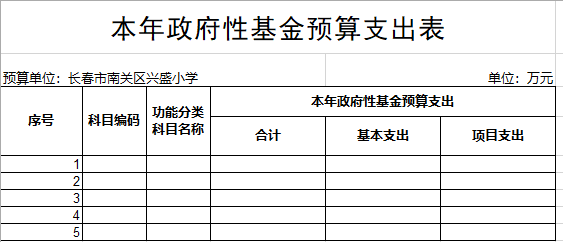 本年政府性基金预算支出表
预算单位：长春市南关区兴盛小学 单位：万元
序号 科目编码 功能分类科目名称 本年政府性基金预算支出
合计 基本支出 项目支出
1
2
3
4
5